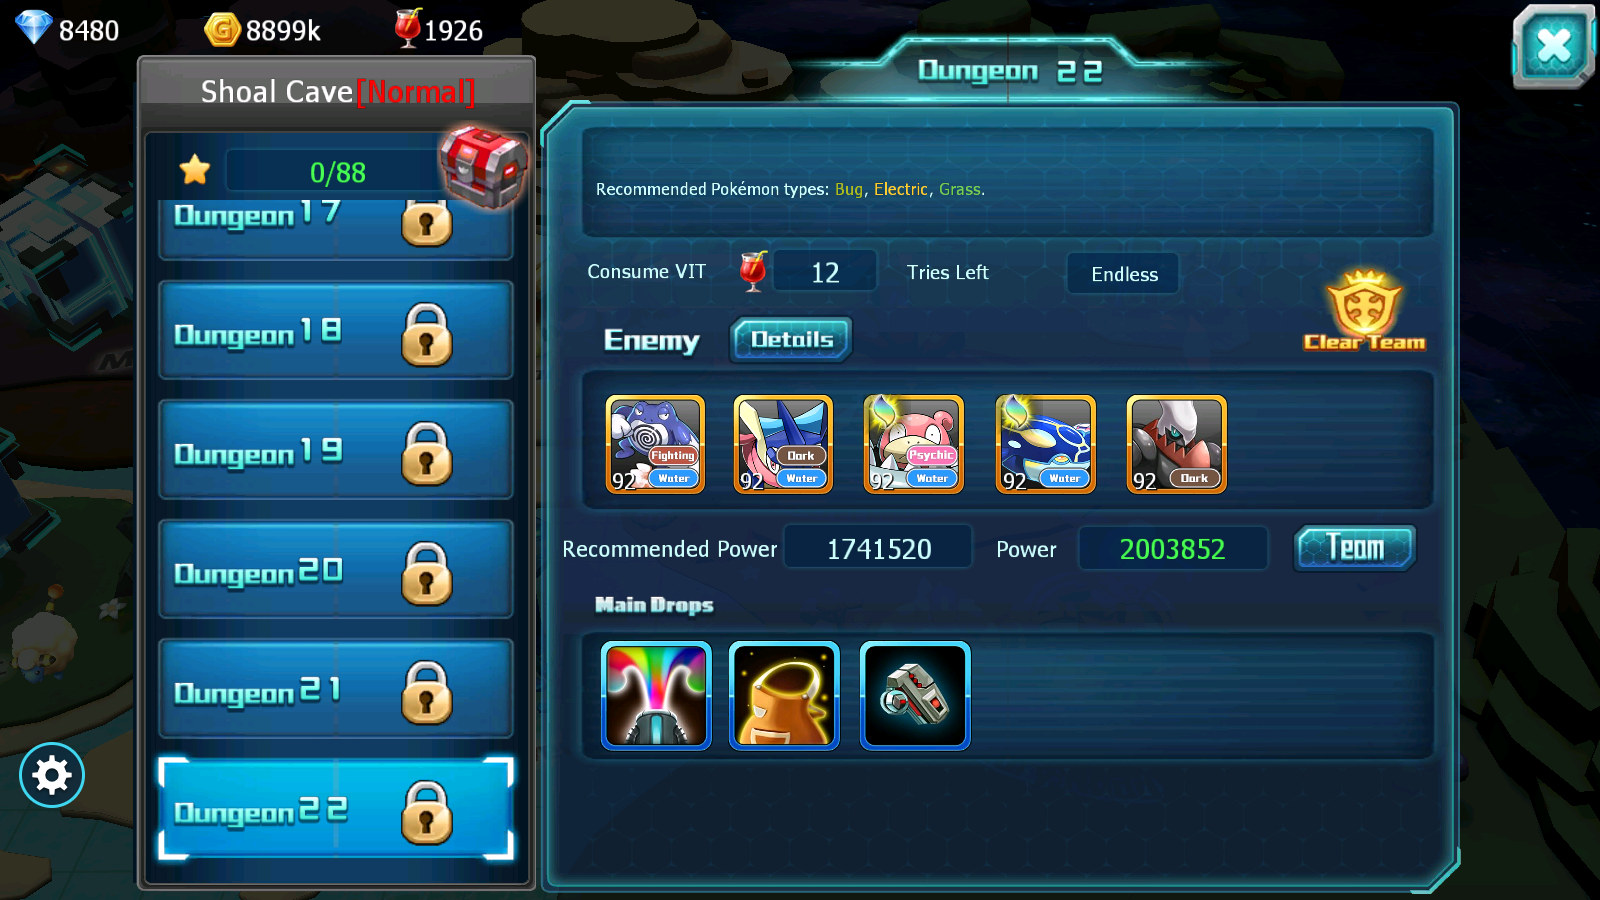 8480
8899k
1926
Shoal Cave[Normal]
0/88
Dungeon 17
Dungeon 18
Dungeon 19
Dungeon 20
Dungeon 21
Dungeon 22
Dungeon 22
Recommended Pokémon types: Bug, Electric, Grass.
Consume VIT
12
Tries Left
Endless
Clear Team
Enemy
Details
Fighting
Water
92
Dark
Water
92
Psychic
Water
92
Water
92
Dark
92
Recommended Power
1741520
Power
2003852
Team
Main Drops